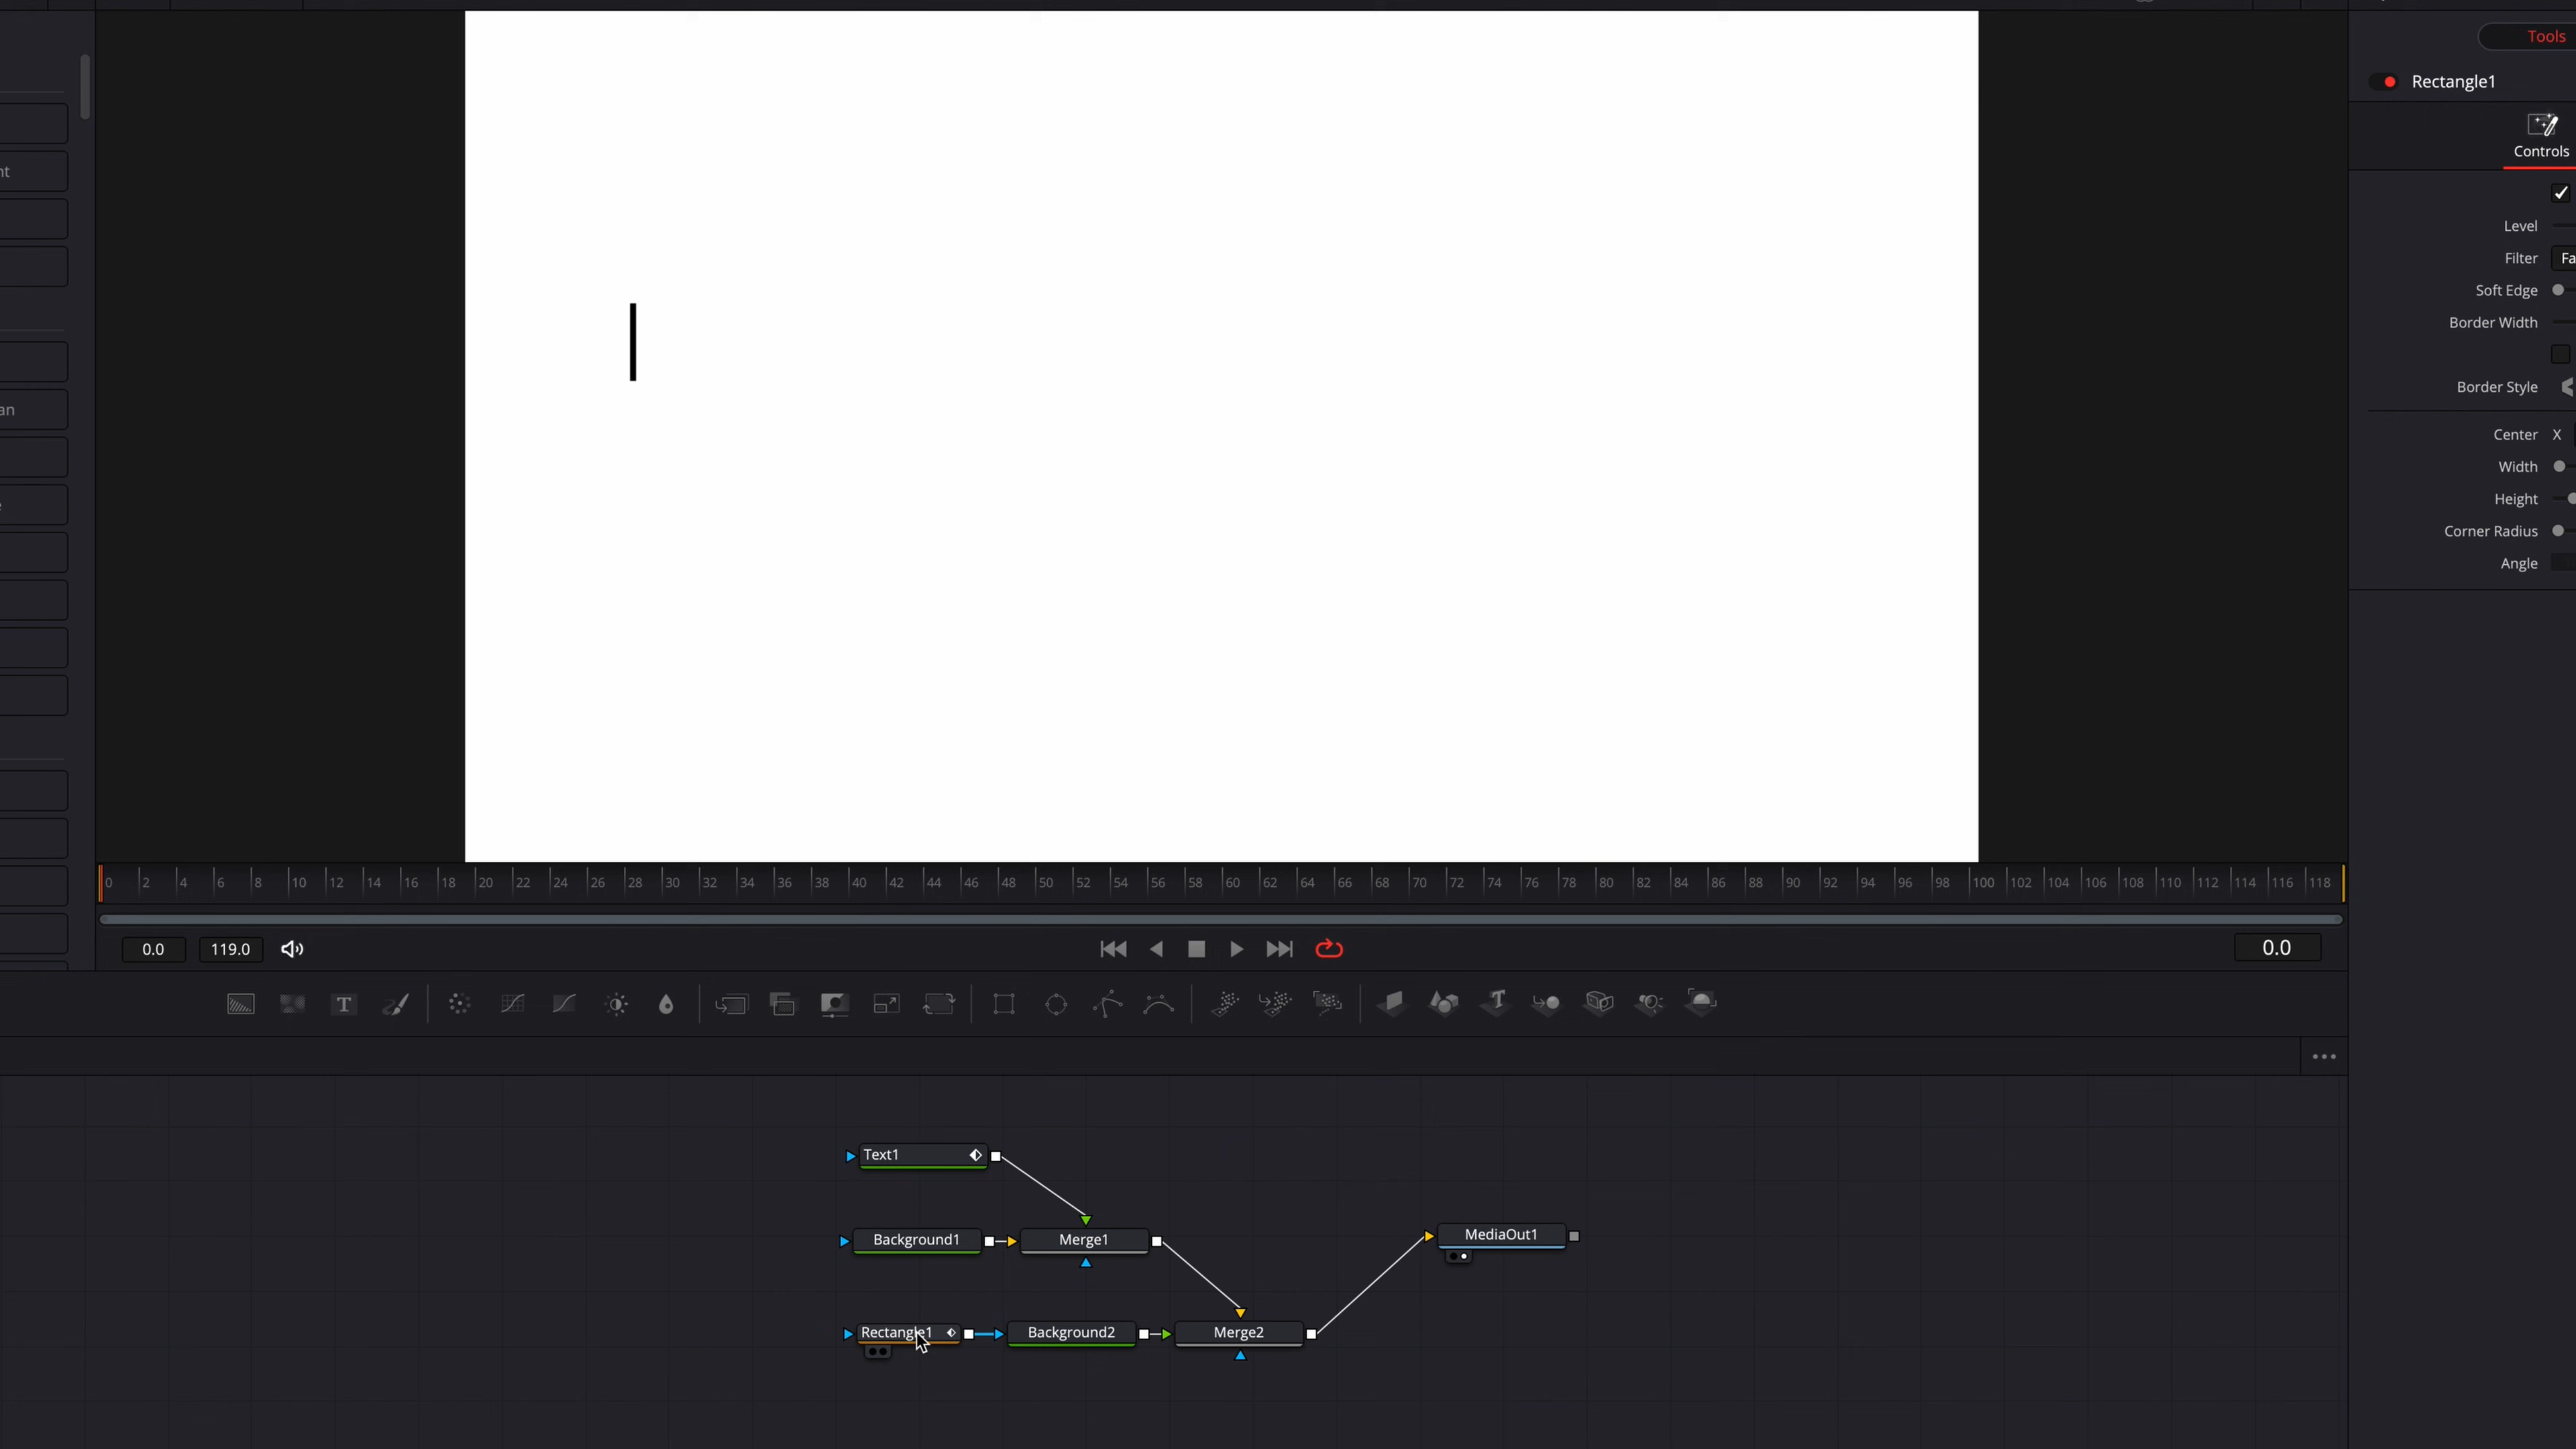 Tools
Rectangle1
nt
Controls
Level
Filter Fa
Soft Edge
Border Width
an
Border Style
Center X
Width
e
Height
Corner Radius
Angle
0 2 4 6 8 10 12 14 16 18 20 22 24 26 28 30 32 34 36 38 40 42 44 46 48 50 52 54 56 58 60 62 64 66 68 70 72 74 76 78 80 82 84 86 88 90 92 94 96 98 100 102 104 106 108 110 112 114 116 118
0.0 119.0 0.0
T
Text1
Background1 Merge1 MediaOut1
Rectangle1 Background2 Merge2